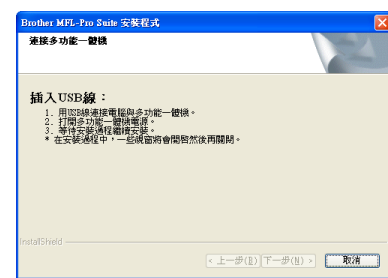 Brother MFL-Pro Suite 安裝程式
連接多功能一體機
插入USB線：
1. 用USB線連接電腦與多功能一體機。
2. 打開多功能一體機電源。
3. 等待安裝過程繼續安裝。
* 在安裝過程中，一些視窗將會開啓然後再關閉。
InstallShield
< 上一步(B)
下一步(N) >
取消